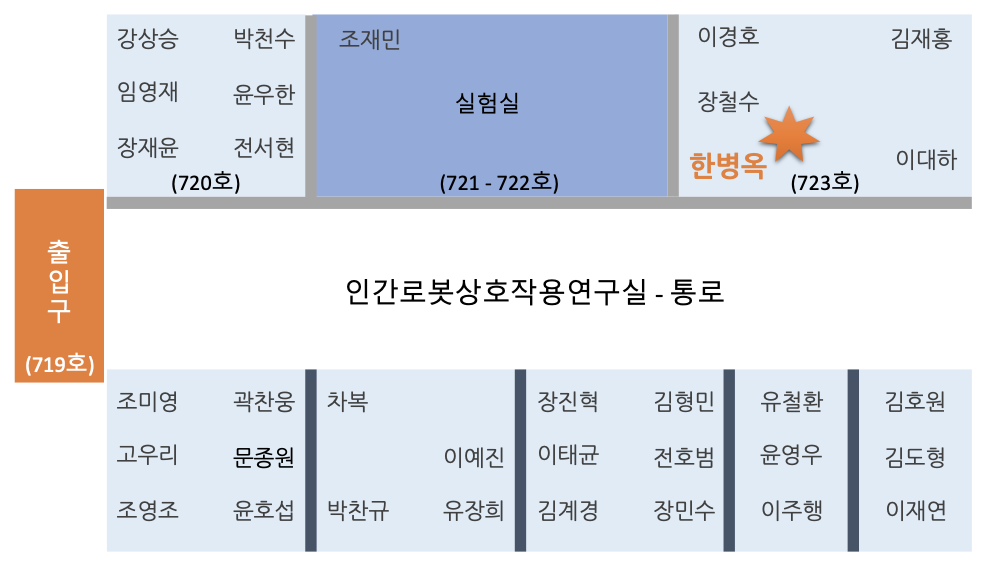 강상승 박천수
임영재 윤우한
장재윤 전서현
(720호)
조재민
실험실
(721 - 722호)
이경호 김재홍
장철수
한병옥 이대하
(723호)
출
입
구
(719호)
인간로봇상호작용연구실 - 통로
조미영 곽찬웅
고우리 문종원
조영조 윤호섭
차복
이예진
박찬규 유장희
장진혁 김형민
이태균 전호범
김계경 장민수
유철환
윤영우
이주행
김호원
김도형
이재연